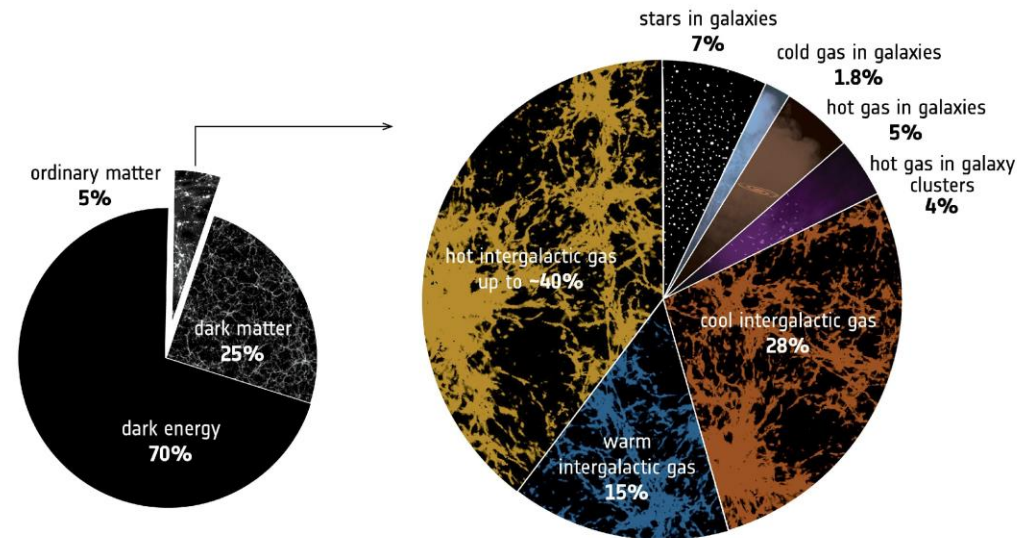 ordinary matter
5%
dark matter
25%
dark energy
70%
stars in galaxies
7%
cold gas in galaxies
1.8%
hot gas in galaxies
5%
hot gas in galaxy
clusters
4%
cool intergalactic gas
28%
warm
intergalactic gas
15%
hot intergalactic gas
up to ~40%